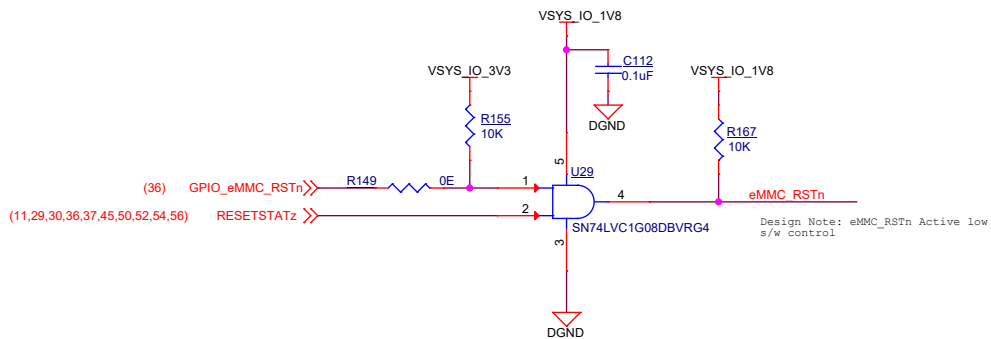 VSYS_IO_1V8
C112
0.1uF
DGND
VSYS_IO_3V3
R155
10K
VSYS_IO_1V8
R167
10K
5
U29
(36) GPIO_eMMC_RSTn
R149 0E
1
4
eMMC_RSTn
(11,29,30,36,37,45,50,52,54,56) RESETSTATz
2
SN74LVC1G08DBVRG4
3
Design Note: eMMC_RSTn Active low
s/w control
DGND